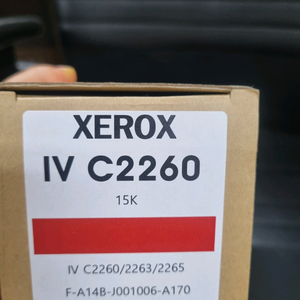 XEROX
IV C2260
15K
IV C2260/2263/2265
F-A14B-J001006-A170